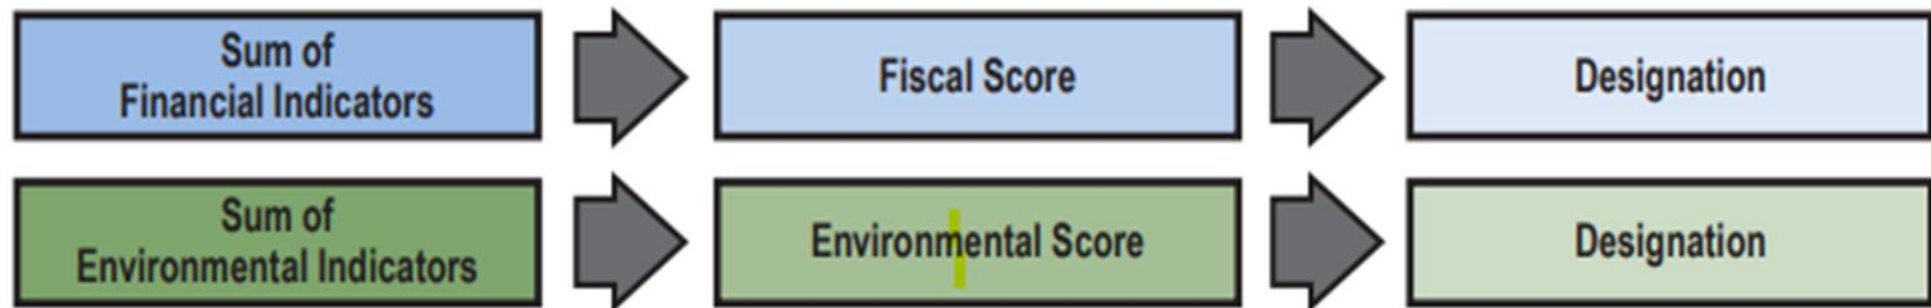 Sum of
Financial Indicators
Fiscal Score
Designation
Sum of
Environmental Indicators
Environmental Score
Designation